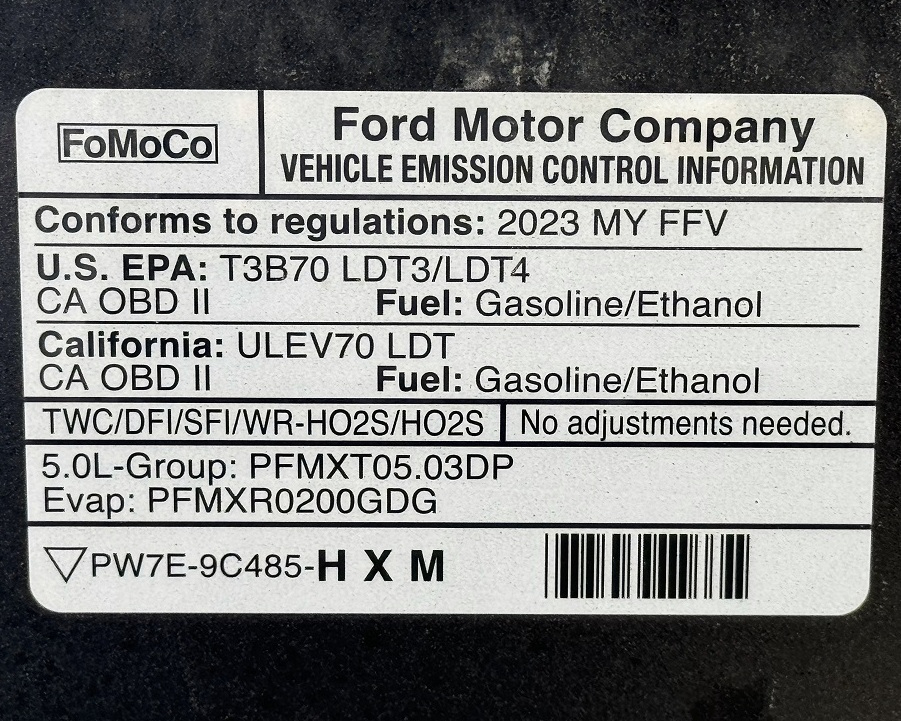 FoMoCo
Ford Motor Company
VEHICLE EMISSION CONTROL INFORMATION
Conforms to regulations: 2023 MY FFV
U.S. EPA: T3B70 LDT3/LDT4
CA OBD II Fuel: Gasoline/Ethanol
California: ULEV70 LDT
CA OBD II Fuel: Gasoline/Ethanol
TWC/DFI/SFI/WR-HO2S/HO2S No adjustments needed.
5.0L-Group: PFMXT05.03DP
Evap: PFMXR0200GDG
PW7E-9C485-H X M